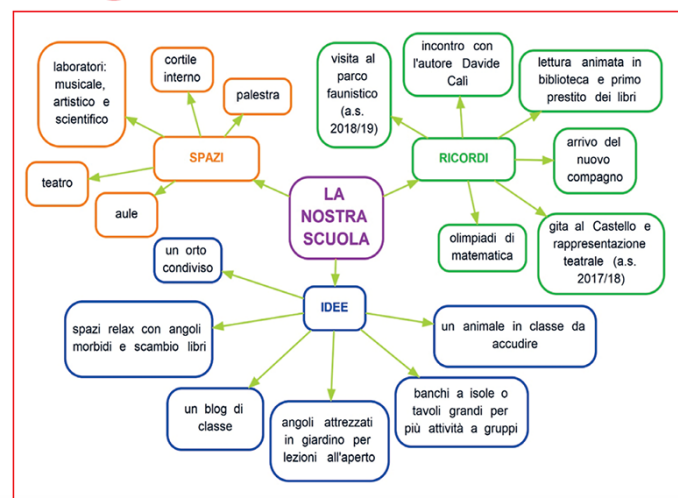 laboratori:
musicale,
artistico e
scientifico
cortile
interno
palestra
SPAZI
teatro
aule
visita al
parco
faunistico
(a.s.
2018/19)
incontro con
l'autore Davide
Calì
lettura animata in
biblioteca e primo
prestito dei libri
RICORDI
arrivo del
nuovo
compagno
olimpiadi di
matematica
gita al Castello e
rappresentazione
teatrale (a.s.
2017/18)
LA
NOSTRA
SCUOLA
un orto
condiviso
IDEE
spazi relax con angoli
morbidi e scambio libri
un animale in classe da
accudire
un blog di
classe
angoli attrezzati
in giardino per
lezioni all'aperto
banchi a isole o
tavoli grandi per
più attività a gruppi